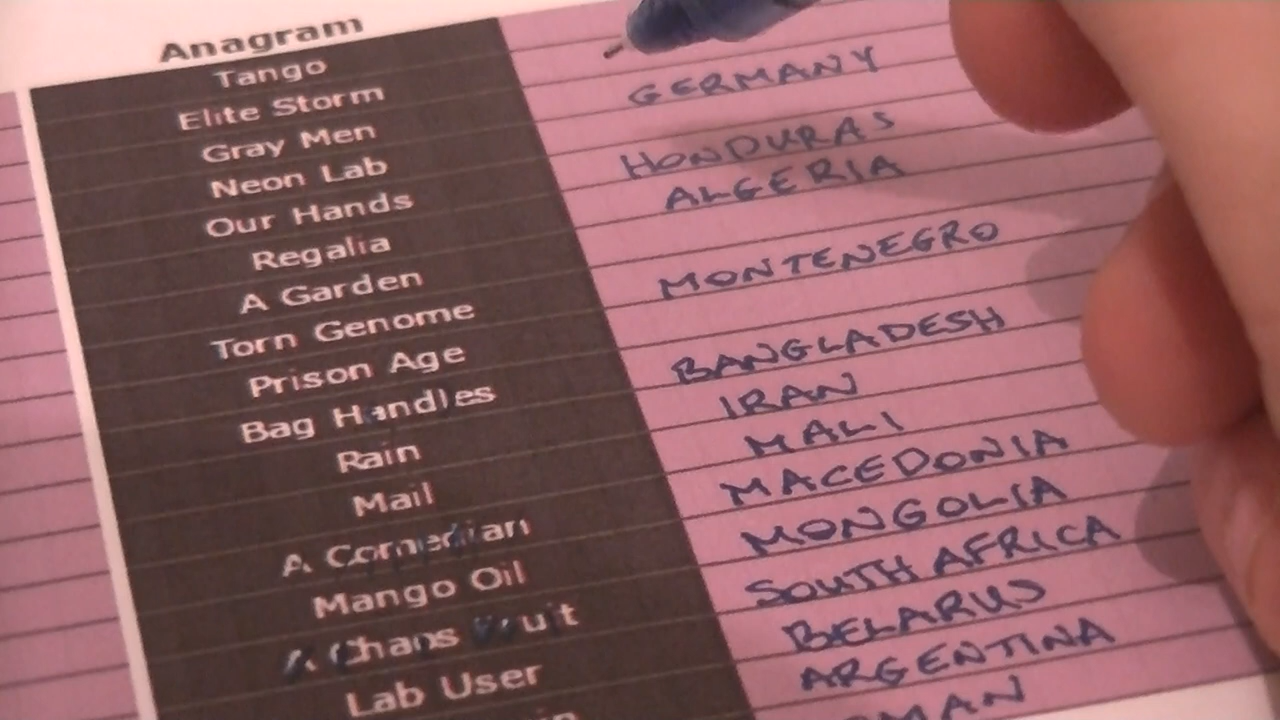 Anagram
Tango
Elite Storm
Gray Men GERMANY
Neon Lab
Our Hands HONDURAS
Regalia ALGERIA
A Garden
Torn Genome MONTENEGRO
Prison Age
Bag Handles BANGLADESH
Rain IRAN
Mail MALI
A Comedian MACEDONIA
Mango Oil MONGOLIA
A Chaos Fruit SOUTH AFRICA
Lab User BELARUS
ARGENTINA